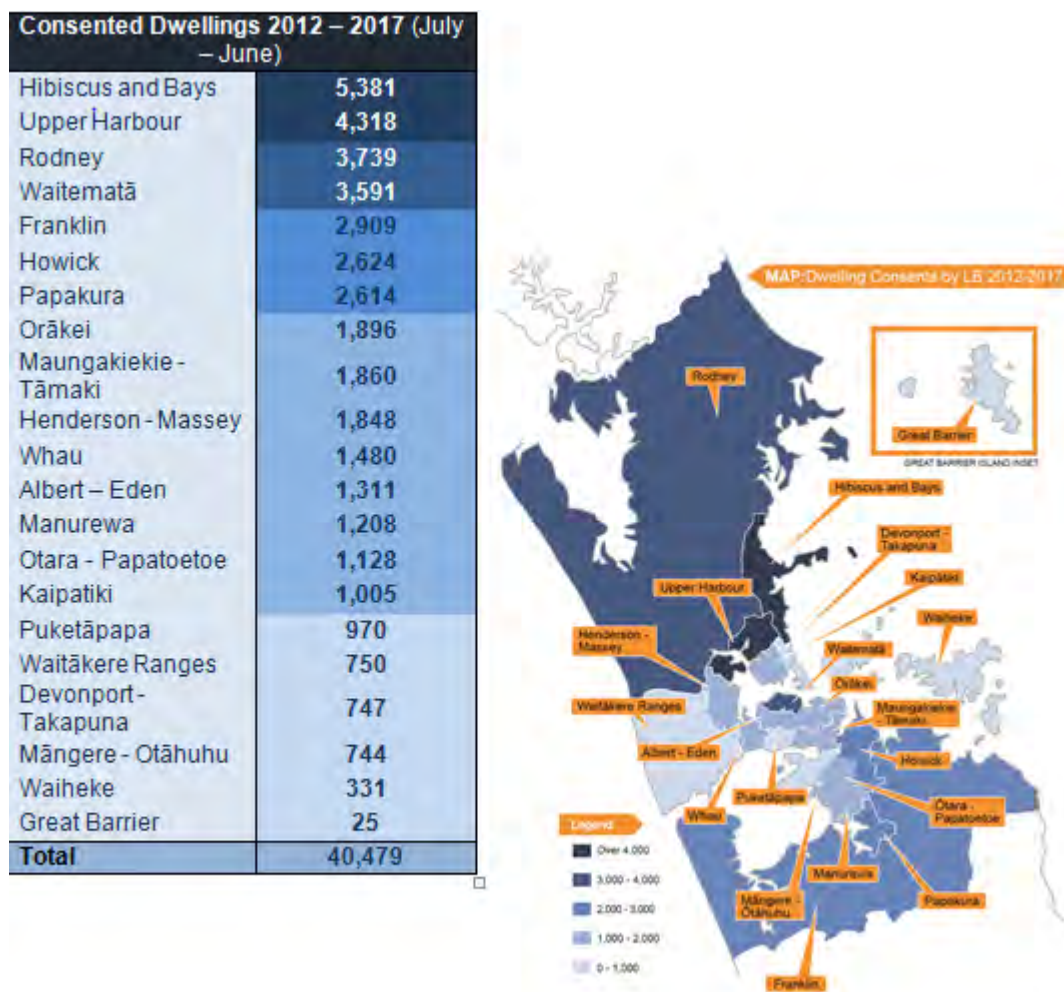 Consented Dwellings 2012 – 2017 (July
– June)
Hibiscus and Bays 5,381
Upper Harbour 4,318
Rodney 3,739
Waitematā 3,591
Franklin 2,909
Howick 2,624
Papakura 2,614
Orākei 1,896
Maungakiekie -
Tāmaki 1,860
Henderson - Massey 1,848
Whau 1,480
Albert – Eden 1,311
Manurewa 1,208
Otara - Papatoetoe 1,128
Kaipatiki 1,005
Puketāpapa 970
Waitākere Ranges 750
Devonport -
Takapuna 747
Māngere - Otāhuhu 744
Waiheke 331
Great Barrier 25
Total 40,479
MAP: Dwelling Consents by LB 2012-2017
Rodney
Great Barrier
GREAT BARRIER ISLAND INSET
Hibiscus and Bays
Devonport -
Takapuna
Kaipātiki
Upper Harbour
Waiheke
Henderson -
Massey
Waitematā
Orākei
Waitākere Ranges
Maungakiekie
- Tāmaki
Albert - Eden
Howick
Puketāpapa
Whau
Ōtara -
Papatoetoe
Legend
Over 4,000
3,000 - 4,000
2,000 - 3,000
1,000 - 2,000
0 - 1,000
Manurewa
Māngere -
Ōtāhuhu
Papakura
Franklin